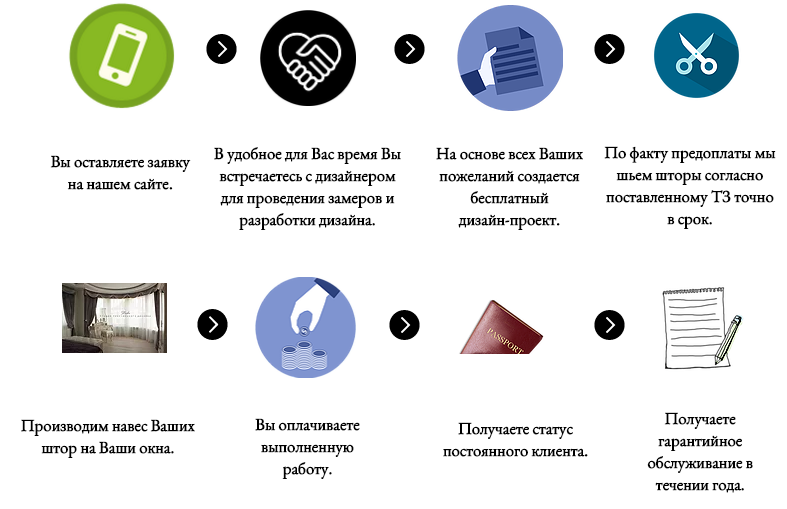 Вы оставляете заявку
на нашем сайте.
В удобное для Вас время Вы
встречаетесь с дизайнером
для проведения замеров и
разработки дизайна.
На основе всех Ваших
пожеланий создается
бесплатный
дизайн-проект.
По факту предоплаты мы
шьем шторы согласно
поставленному ТЗ точно
в срок.
Производим навес Ваших
штор на Ваши окна.
Вы оплачиваете
выполненную
работу.
PASSPORT
Получаете статус
постоянного клиента.
Получаете
гарантийное
обслуживание в
течении года.